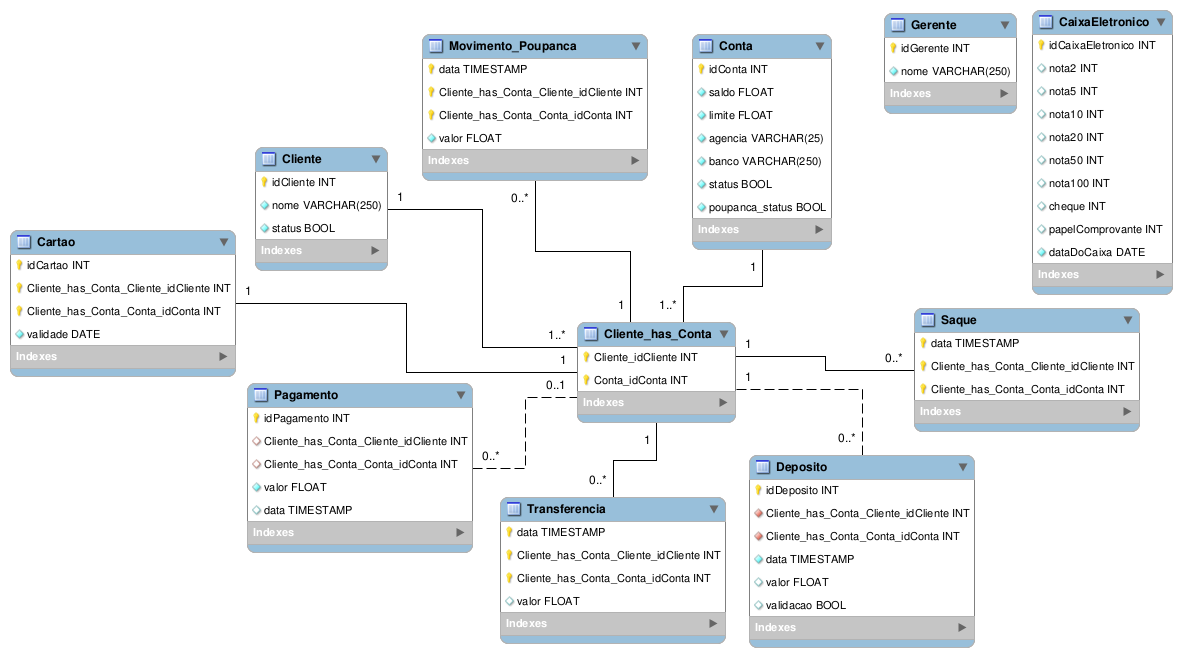 Movimento_Poupanca
data TIMESTAMP
Cliente_has_Conta_Cliente_idCliente INT
Cliente_has_Conta_Conta_idConta INT
valor FLOAT
Indexes
Conta
idConta INT
saldo FLOAT
limite FLOAT
agencia VARCHAR(25)
banco VARCHAR(250)
status BOOL
poupanca_status BOOL
Indexes
Gerente
idGerente INT
nome VARCHAR(250)
Indexes
CaixaEletronico
idCaixaEletronico INT
nota2 INT
nota5 INT
nota10 INT
nota20 INT
nota50 INT
nota100 INT
cheque INT
papelComprovante INT
dataDoCaixa DATE
Indexes
Cliente
idCliente INT
nome VARCHAR(250)
status BOOL
Indexes
Cartao
idCartao INT
Cliente_has_Conta_Cliente_idCliente INT
Cliente_has_Conta_Conta_idConta INT
validade DATE
Indexes
1
0..*
1
1
1
1..*
1..*
1
0..1
1
0..*
1
0..*
0..*
1
0..*
Cliente_has_Conta
Cliente_idCliente INT
Conta_idConta INT
Indexes
Saque
data TIMESTAMP
Cliente_has_Conta_Cliente_idCliente INT
Cliente_has_Conta_Conta_idConta INT
Indexes
Pagamento
idPagamento INT
Cliente_has_Conta_Cliente_idCliente INT
Cliente_has_Conta_Conta_idConta INT
valor FLOAT
data TIMESTAMP
Indexes
Transferencia
data TIMESTAMP
Cliente_has_Conta_Cliente_idCliente INT
Cliente_has_Conta_Conta_idConta INT
valor FLOAT
Indexes
Deposito
idDeposito INT
Cliente_has_Conta_Cliente_idCliente INT
Cliente_has_Conta_Conta_idConta INT
data TIMESTAMP
valor FLOAT
validacao BOOL
Indexes